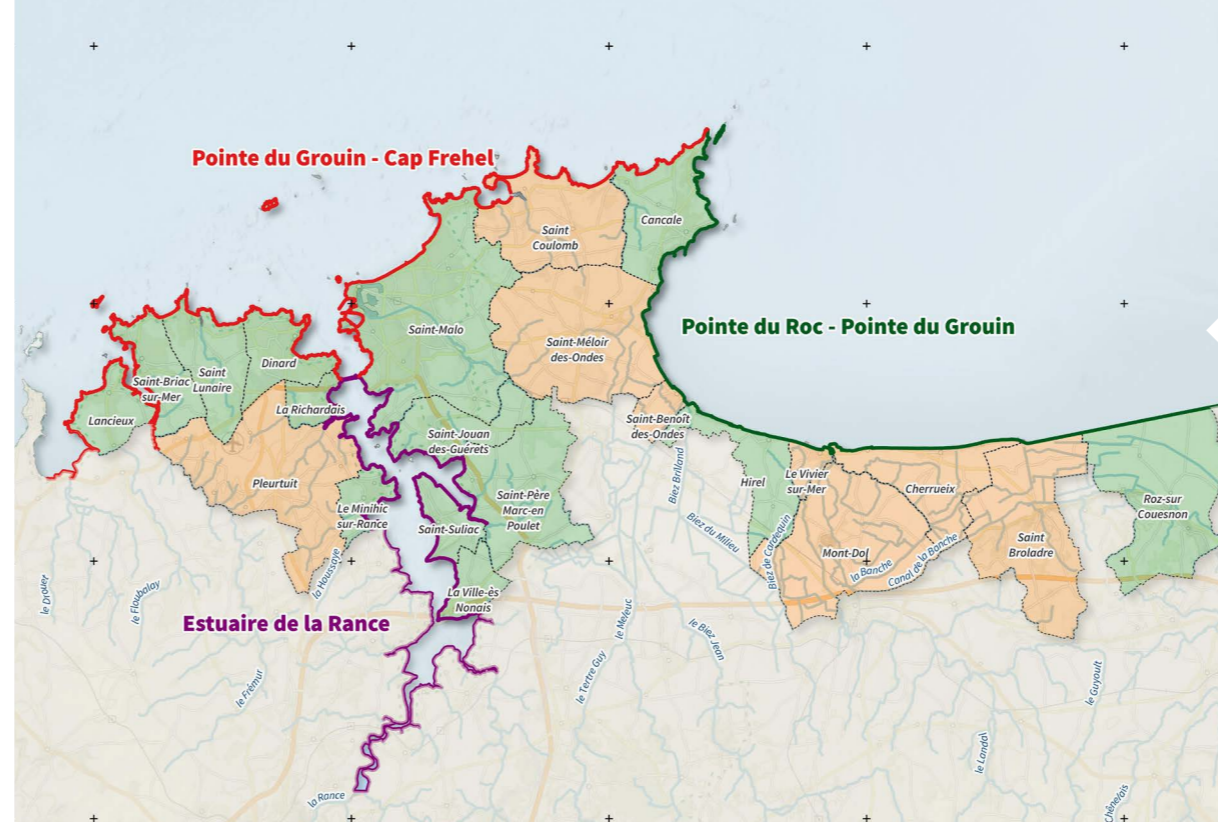 Pointe du Grouin - Cap Frehel
Cancale
Saint
Coulomb
Pointe du Roc - Pointe du Grouin
Saint-Malo
Saint-Méloir
des-Ondes
Dinard
Saint
Lunaire
Saint-Briac
sur-Mer
La Richardais
Lancieux
Saint-Benoît
des-Ondes
Saint-Jouan
des-Guérets
Biez Brilland
Pleurtuit
Hirel
Le Vivier
sur-Mer
Cherrueix
Roz-sur
Couesnon
Saint-Père
Marc-en
Poulet
Le Minihic
sur-Rance
Saint-Suliac
Biez du Milieu
Biez de Cardequin
Mont-Dol
la Banche
Canal de la Banche
Saint
Broladre
la Houssaye
le Drouet
le Floubalay
La Ville-ès
Nonais
Estuaire de la Rance
le Meleuc
le Biez Jean
le Tertre Guy
le Frémur
le Guyoult
le Landal
la Rance
Chênelais